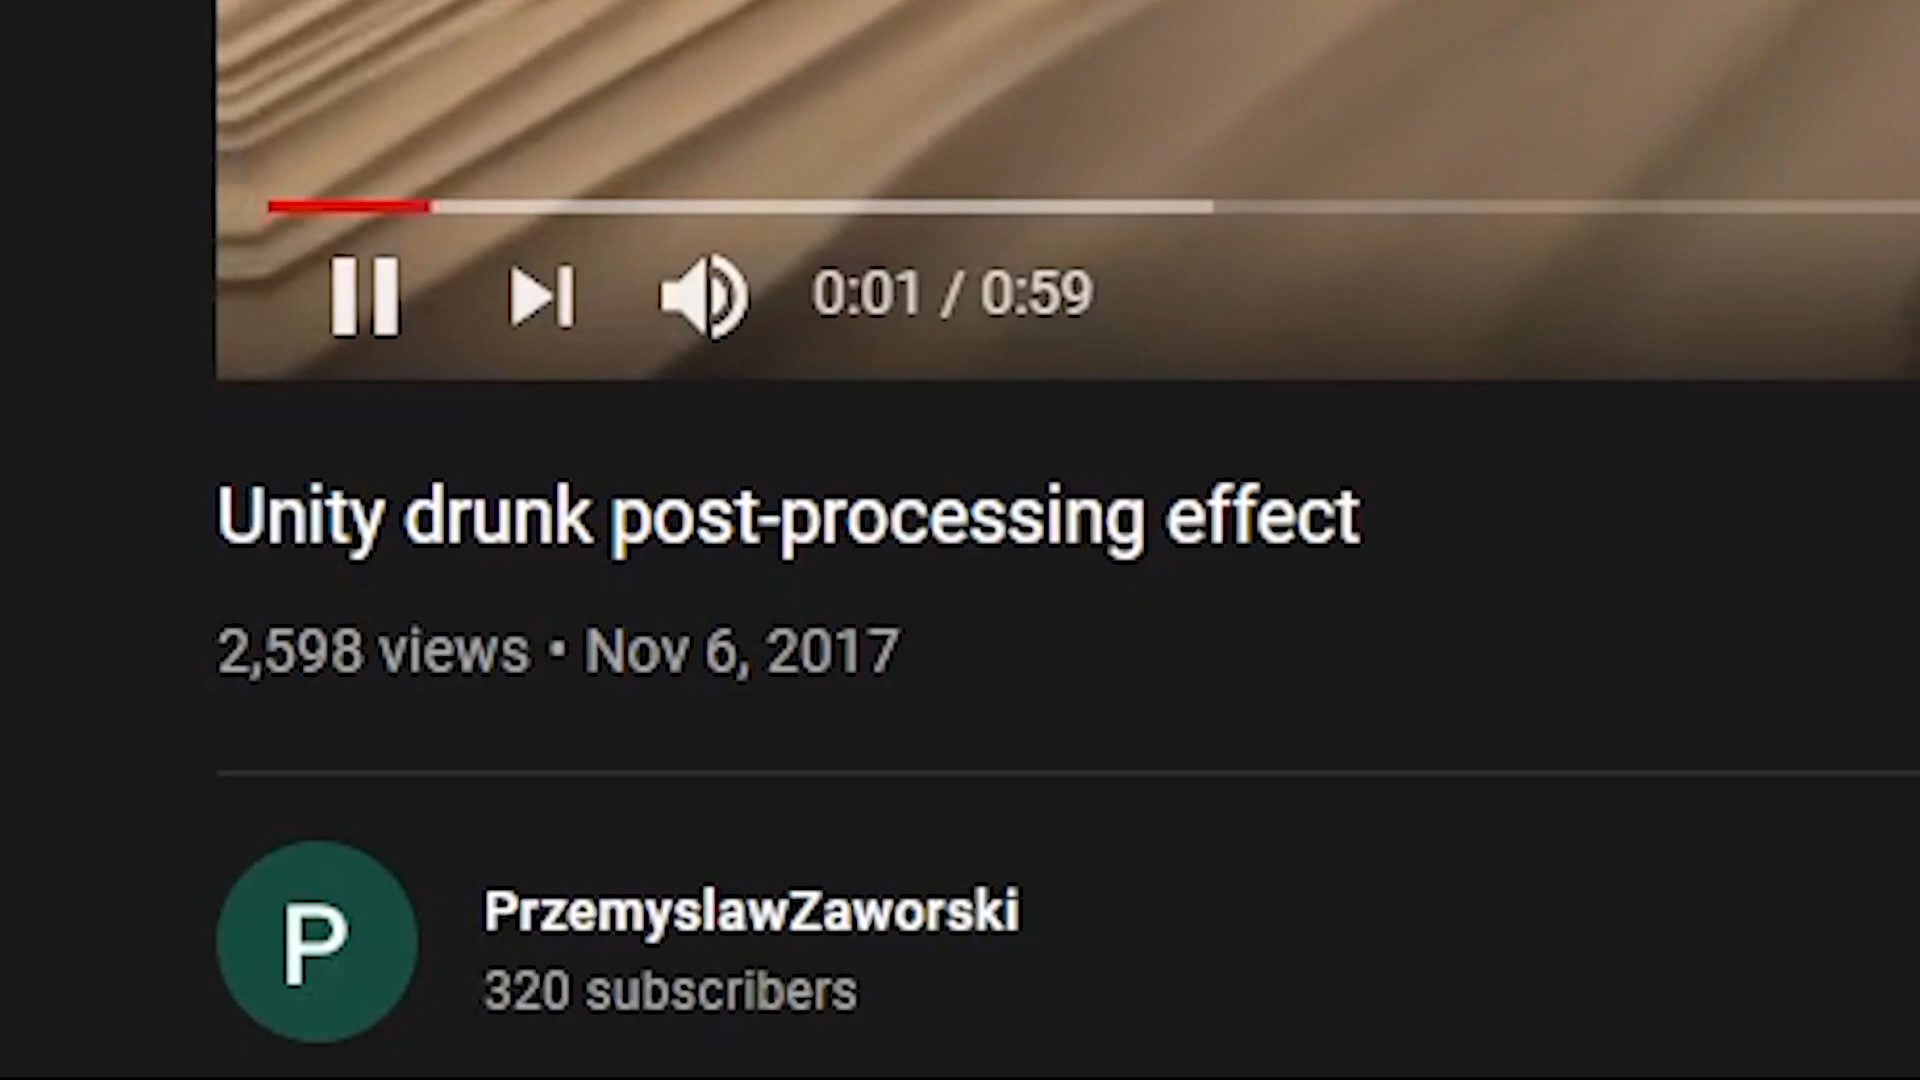 0:01 / 0:59
Unity drunk post-processing effect
2,598 views • Nov 6, 2017
P
PrzemyslawZaworski
320 subscribers